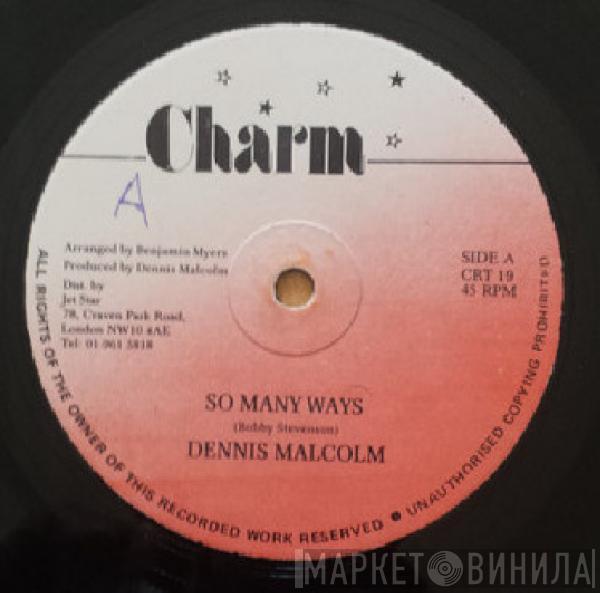 Charm
A
Arranged by Benjamin Myers
Produced by Dennis Malcolm
Dist. by
Jet Star
78, Craven Park Road,
London NW10 4AE
Tel: 01 961 5818
SIDE A
CRT 19
45 RPM
SO MANY WAYS
(Bobby Stevenson)
DENNIS MALCOLM
ALL RIGHTS OF THE OWNER OF THIS RECORDED WORK RESERVED ● UNAUTHORISED COPYING PROHIBITED
МАРКЕТ ВИНИЛА